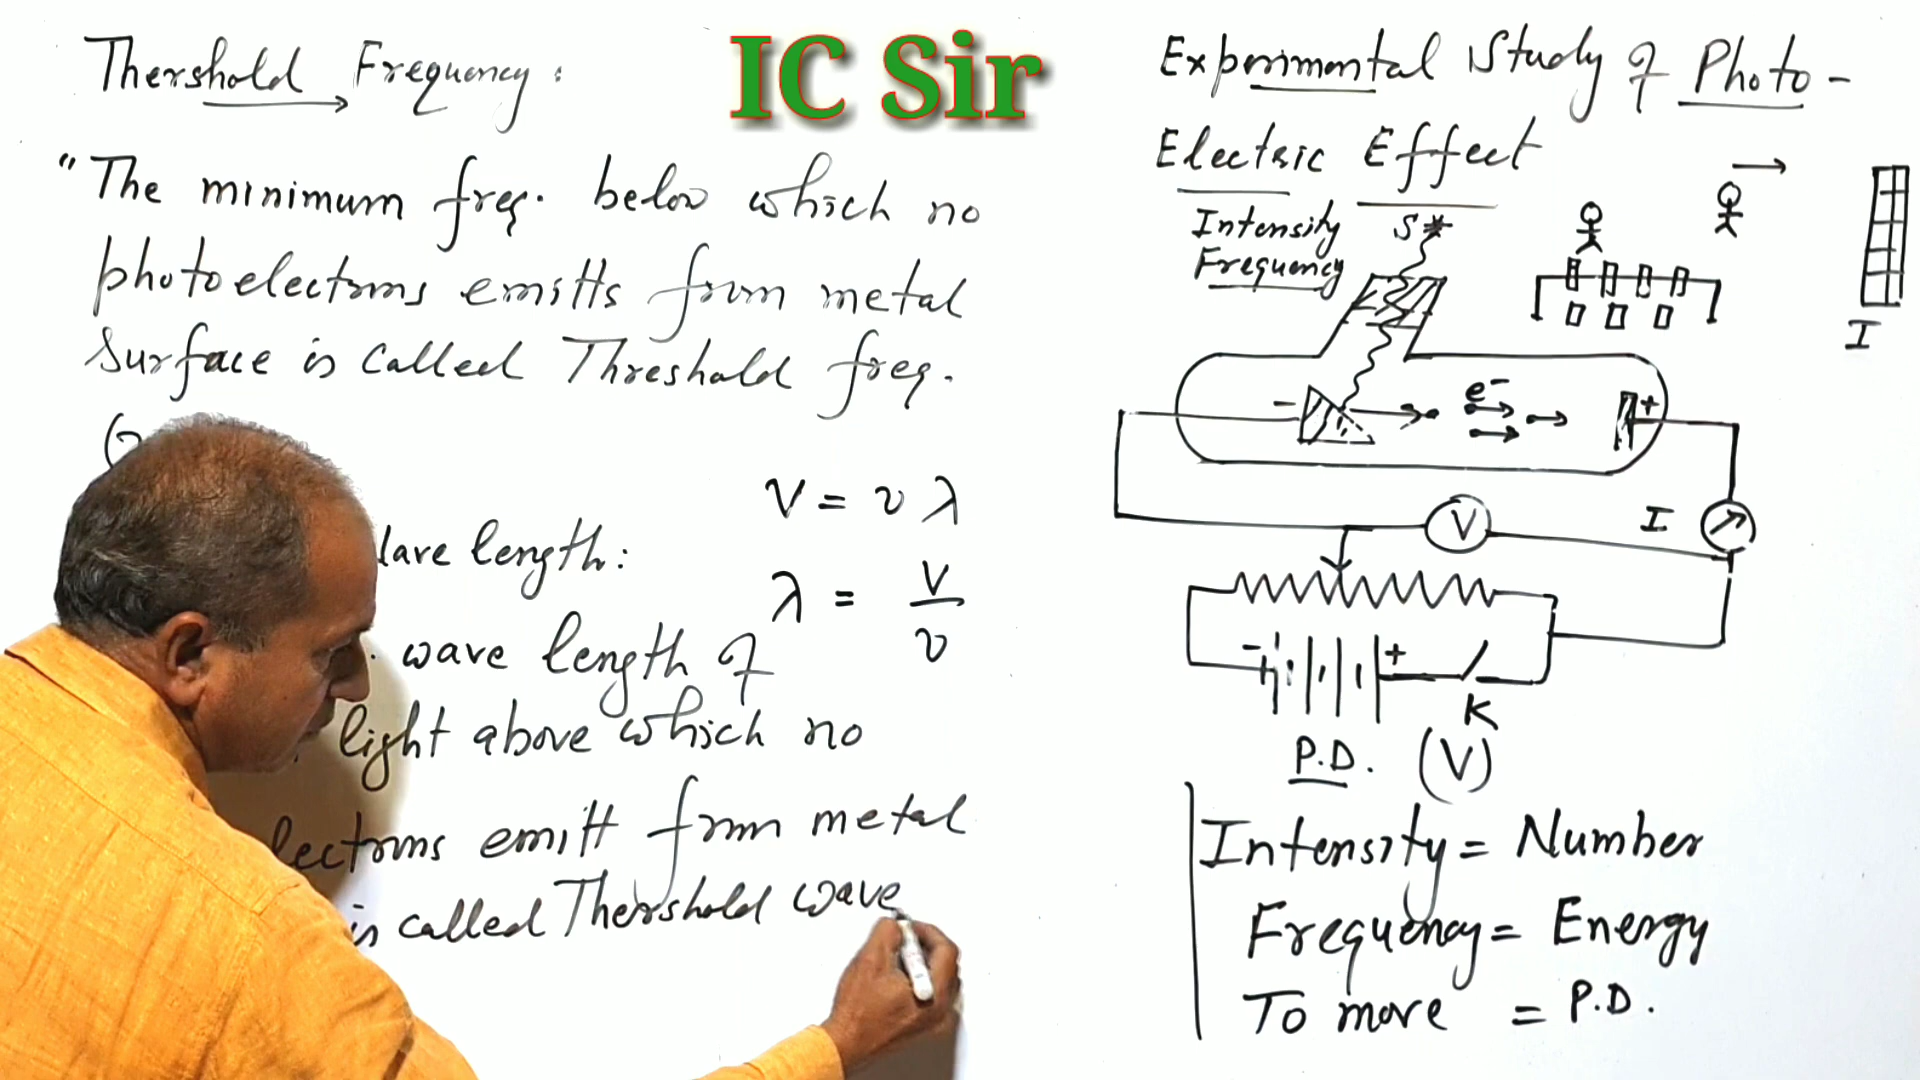 Thershold Frequency:
"The minimum freq. below which no
photoelectrons emitts from metal
surface is called Threshold freq.
lave length:
wave length of
light above which no
lectrons emitt from metal
is called Thershold wave
V = υ λ
λ = V
υ
IC Sir
Experimental Study of Photo-
Electric Effect
Intensity
Frequency
S*
I
e-
-
+
V
I
-
+
K
P.D. (V)
Intensity = Number
Frequency = Energy
To move = P.D.